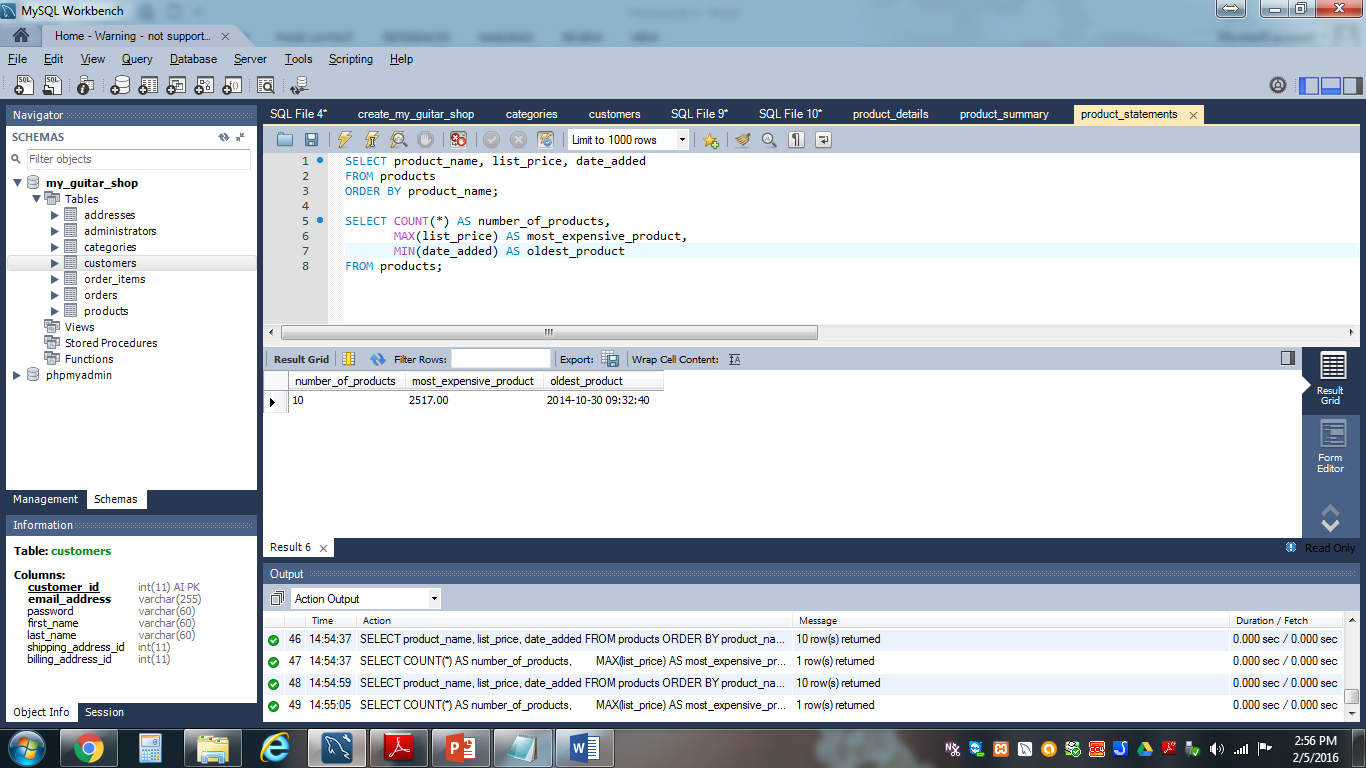 MySQL Workbench
Home - Warning - not support...
File Edit View Query Database Server Tools Scripting Help
Navigator
SCHEMAS
Filter objects
my_guitar_shop
Tables
addresses
administrators
categories
customers
order_items
orders
products
Views
Stored Procedures
Functions
phpmyadmin
Management Schemas
Information
Table: customers
Columns:
customer_id int(11) AI PK
email_address varchar(255)
password varchar(60)
first_name varchar(60)
last_name varchar(60)
shipping_address_id int(11)
billing_address_id int(11)
Object Info Session
SQL File 4* create_my_guitar_shop categories customers SQL File 9* SQL File 10* product_details product_summary product_statements
Limit to 1000 rows
1 SELECT product_name, list_price, date_added
2 FROM products
3 ORDER BY product_name;
4
5 SELECT COUNT(*) AS number_of_products,
6 MAX(list_price) AS most_expensive_product,
7 MIN(date_added) AS oldest_product
8 FROM products;
Result Grid Filter Rows: Export: Wrap Cell Content:
number_of_products most_expensive_product oldest_product
10 2517.00 2014-10-30 09:32:40
Result Grid
Form Editor
Result 6
Read Only
Output
Action Output
Time Action Message Duration / Fetch
46 14:54:37 SELECT product_name, list_price, date_added FROM products ORDER BY product_na... 10 row(s) returned 0.000 sec / 0.000 sec
47 14:54:37 SELECT COUNT(*) AS number_of_products, MAX(list_price) AS most_expensive_pr... 1 row(s) returned 0.000 sec / 0.000 sec
48 14:54:59 SELECT product_name, list_price, date_added FROM products ORDER BY product_na... 10 row(s) returned 0.000 sec / 0.000 sec
49 14:55:05 SELECT COUNT(*) AS number_of_products, MAX(list_price) AS most_expensive_pr... 1 row(s) returned 0.000 sec / 0.000 sec
2:56 PM
2/5/2016